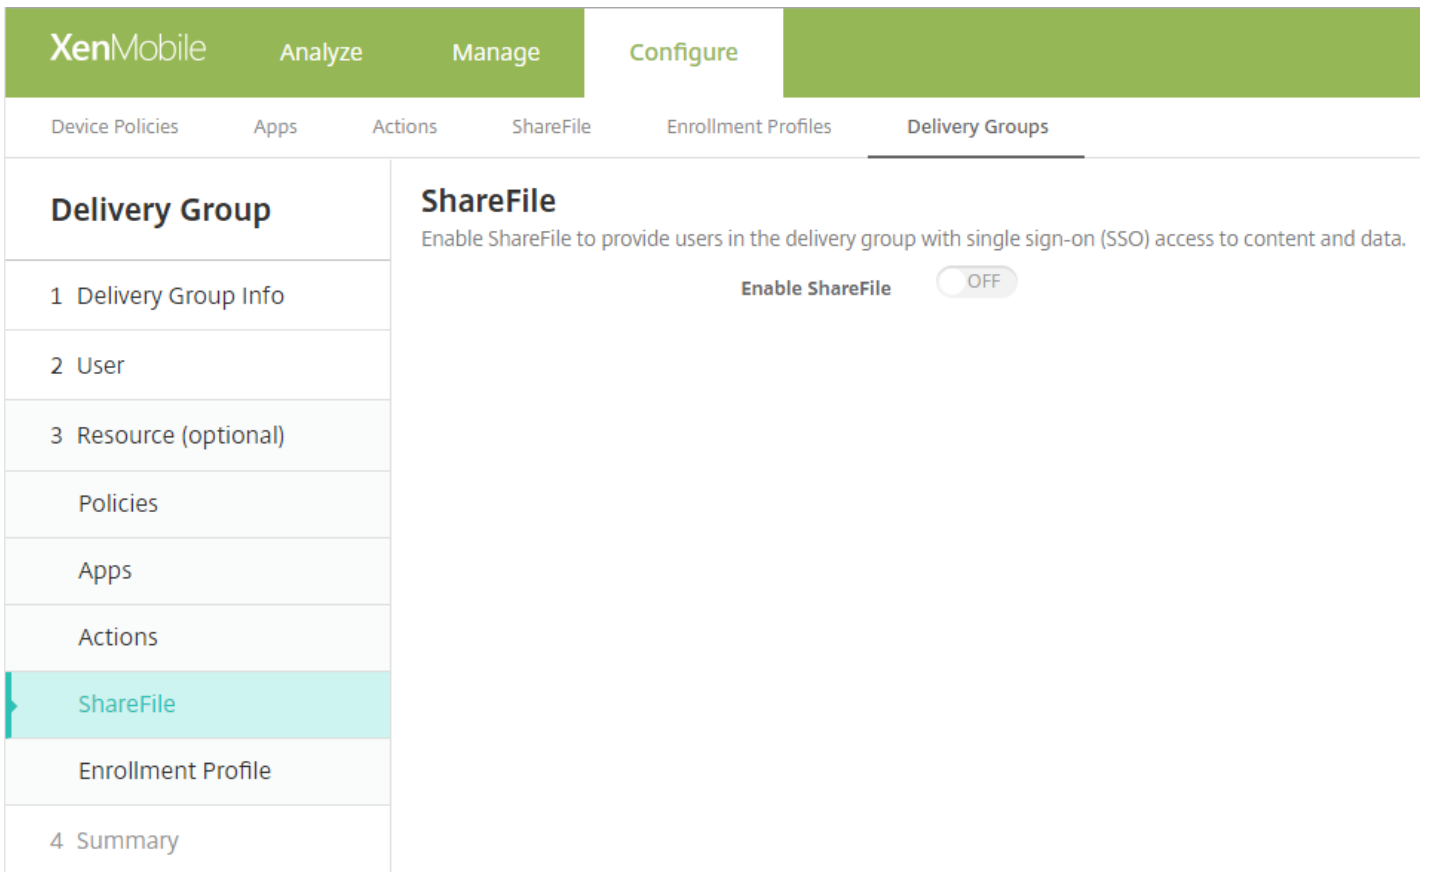 XenMobile Analyze Manage Configure
Device Policies Apps Actions ShareFile Enrollment Profiles Delivery Groups
Delivery Group
1 Delivery Group Info
2 User
3 Resource (optional)
Policies
Apps
Actions
ShareFile
Enrollment Profile
4 Summary
ShareFile
Enable ShareFile to provide users in the delivery group with single sign-on (SSO) access to content and data.
Enable ShareFile OFF